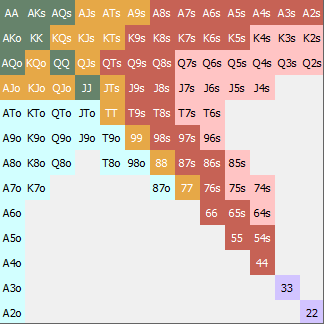 AA AKs AQs AJs ATs A9s A8s A7s A6s A5s A4s A3s A2s
AKo KK KQs KJs KTs K9s K8s K7s K6s K5s K4s K3s K2s
AQo KQo QQ QJs QTs Q9s Q8s Q7s Q6s Q5s Q4s Q3s Q2s
AJo KJo QJo JJ JTs J9s J8s J7s J6s J5s J4s
ATo KTo QTo JTo TT T9s T8s T7s T6s
A9o K9o Q9o J9o T9o 99 98s 97s 96s
A8o K8o Q8o T8o 98o 88 87s 86s 85s
A7o K7o 87o 77 76s 75s 74s
A6o 66 65s 64s
A5o 55 54s
A4o 44
A3o 33
A2o 22